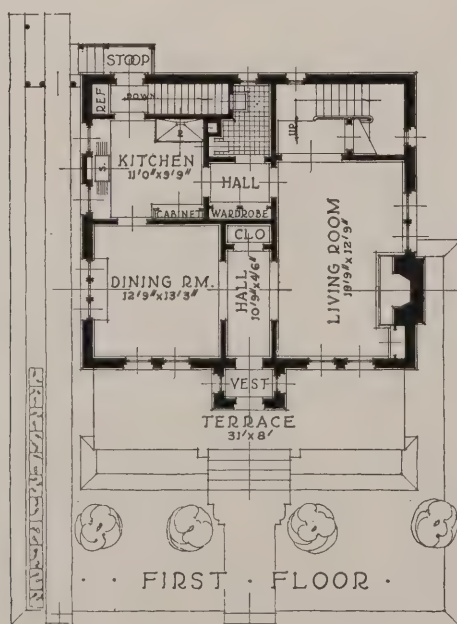 STOOP
REF.
DOWN
KITCHEN
11'0"x9'9"
S.
R
UP
HALL
CABINET
WARDROBE
CLO
DINING RM.
12'9"x13'3"
HALL
10'9"x4'6"
LIVING ROOM
19'9"x12'9"
VEST
TERRACE
31'x8'
· · FIRST · FLOOR ·